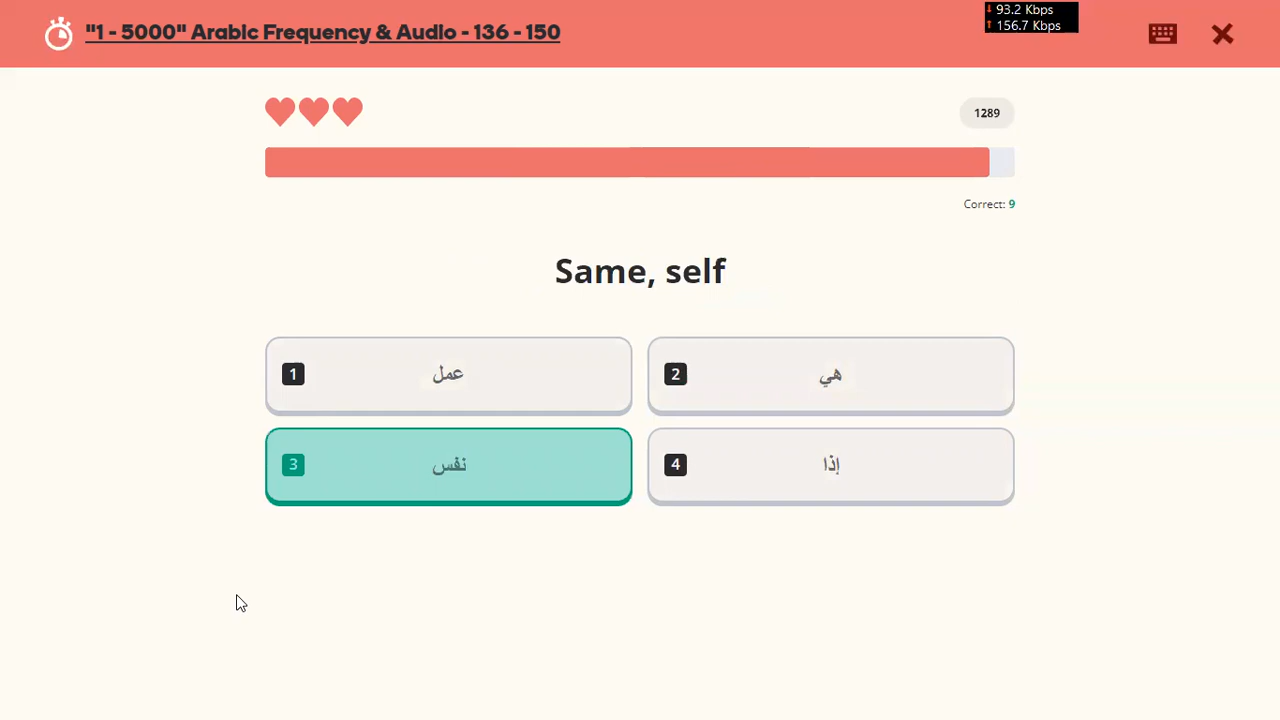 "1 - 5000" Arabic Frequency & Audio - 136 - 150
93.2 Kbps
156.7 Kbps
1289
Correct: 9
Same, self
1 عمل
2 هي
3 نفس
4 إذا